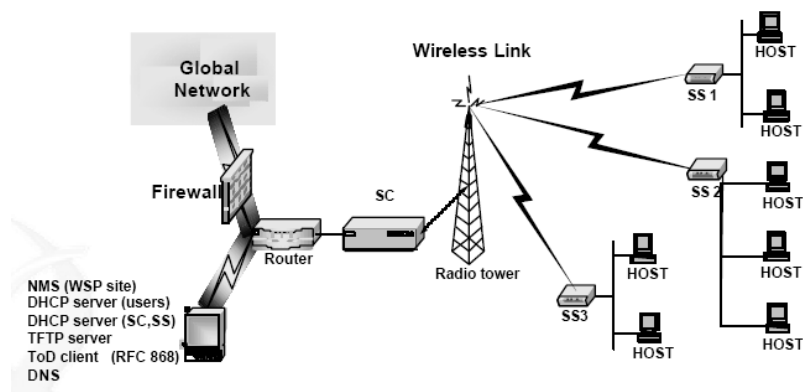 Global
Network
Wireless Link
HOST
SS 1
HOST
Firewall
SC
SS 2
HOST
Router
Radio tower
HOST
HOST
SS3
HOST
HOST
NMS (WSP site)
DHCP server (users)
DHCP server (SC,SS)
TFTP server
ToD client (RFC 868)
DNS